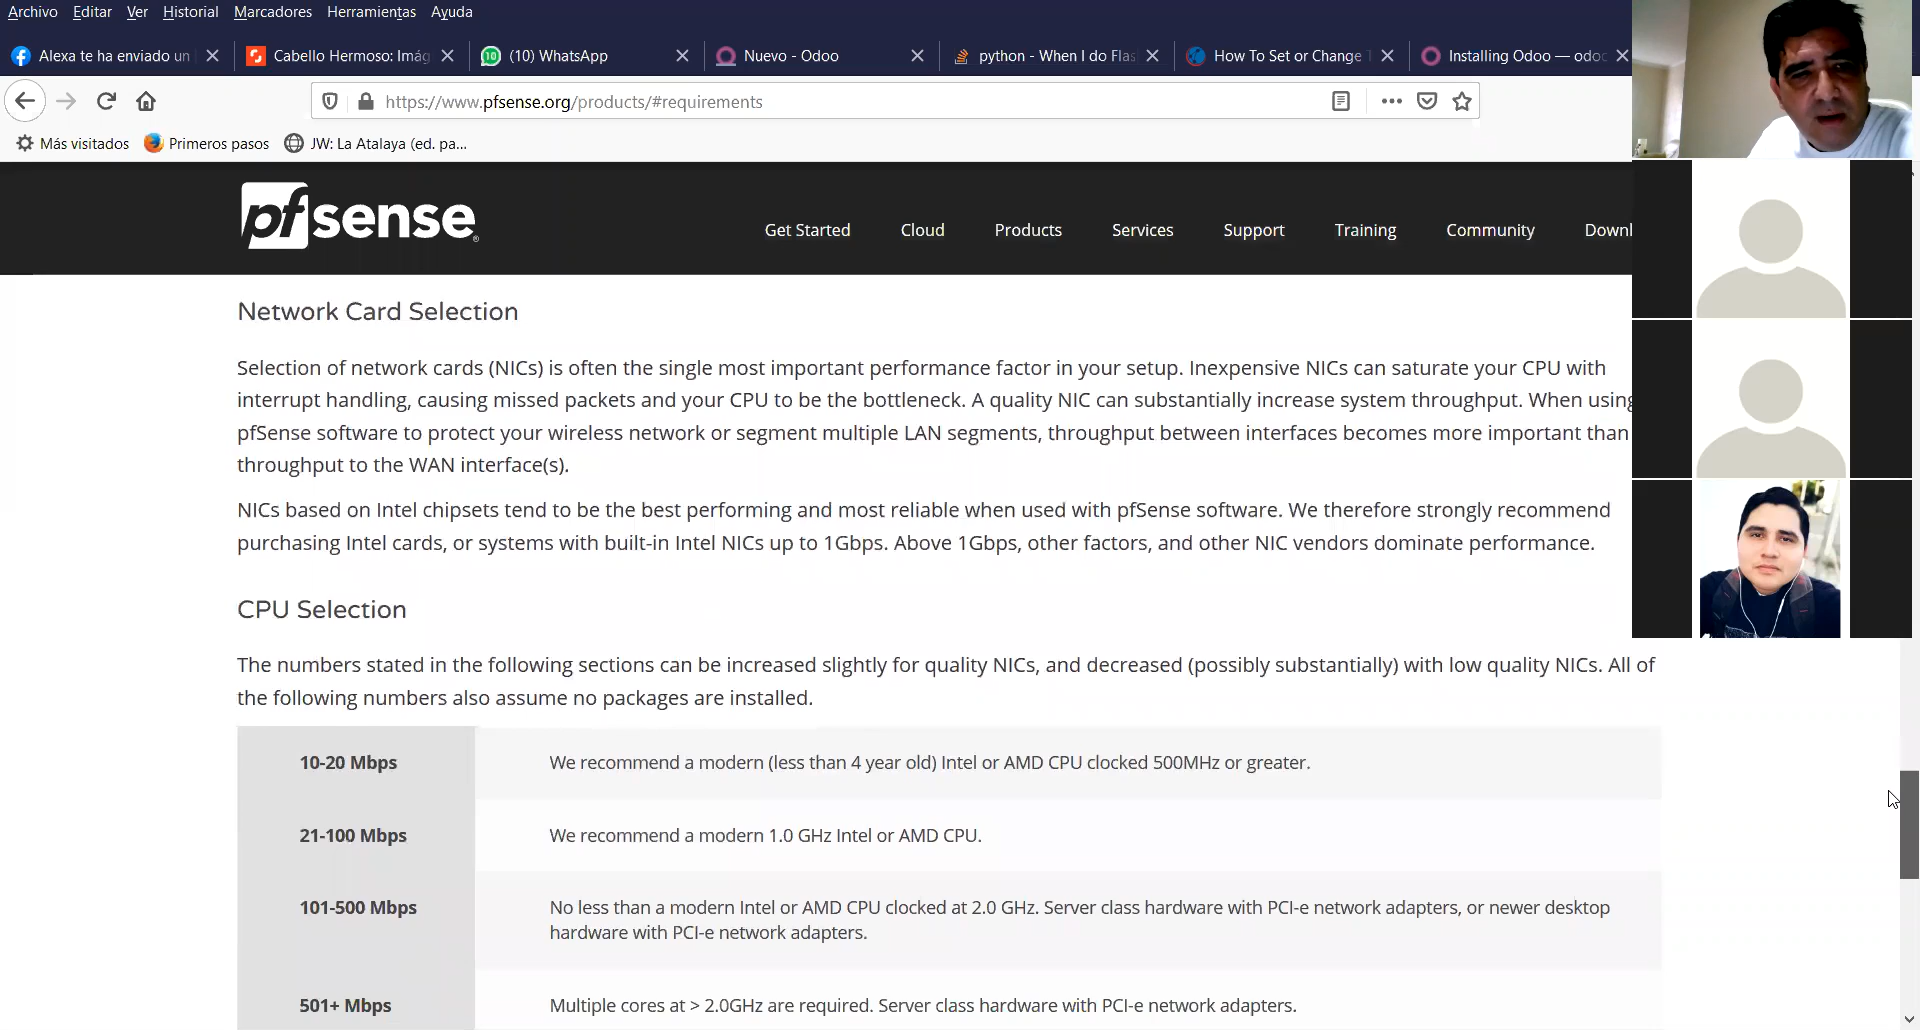 Archivo Editar Ver Historial Marcadores Herramientas Ayuda
Alexa te ha enviado un
Cabello Hermoso: Imág
(10) WhatsApp
Nuevo - Odoo
python - When I do Flas
How To Set or Change T
Installing Odoo — odoo
https://www.pfsense.org/products/#requirements
Más visitados Primeros pasos JW: La Atalaya (ed. pa...
pfsense
Get Started Cloud Products Services Support Training Community Downl
Network Card Selection
Selection of network cards (NICs) is often the single most important performance factor in your setup. Inexpensive NICs can saturate your CPU with
interrupt handling, causing missed packets and your CPU to be the bottleneck. A quality NIC can substantially increase system throughput. When using
pfSense software to protect your wireless network or segment multiple LAN segments, throughput between interfaces becomes more important than
throughput to the WAN interface(s).
NICs based on Intel chipsets tend to be the best performing and most reliable when used with pfSense software. We therefore strongly recommend
purchasing Intel cards, or systems with built-in Intel NICs up to 1Gbps. Above 1Gbps, other factors, and other NIC vendors dominate performance.
CPU Selection
The numbers stated in the following sections can be increased slightly for quality NICs, and decreased (possibly substantially) with low quality NICs. All of
the following numbers also assume no packages are installed.
10-20 Mbps We recommend a modern (less than 4 year old) Intel or AMD CPU clocked 500MHz or greater.
21-100 Mbps We recommend a modern 1.0 GHz Intel or AMD CPU.
101-500 Mbps No less than a modern Intel or AMD CPU clocked at 2.0 GHz. Server class hardware with PCI-e network adapters, or newer desktop
hardware with PCI-e network adapters.
501+ Mbps Multiple cores at > 2.0GHz are required. Server class hardware with PCI-e network adapters.